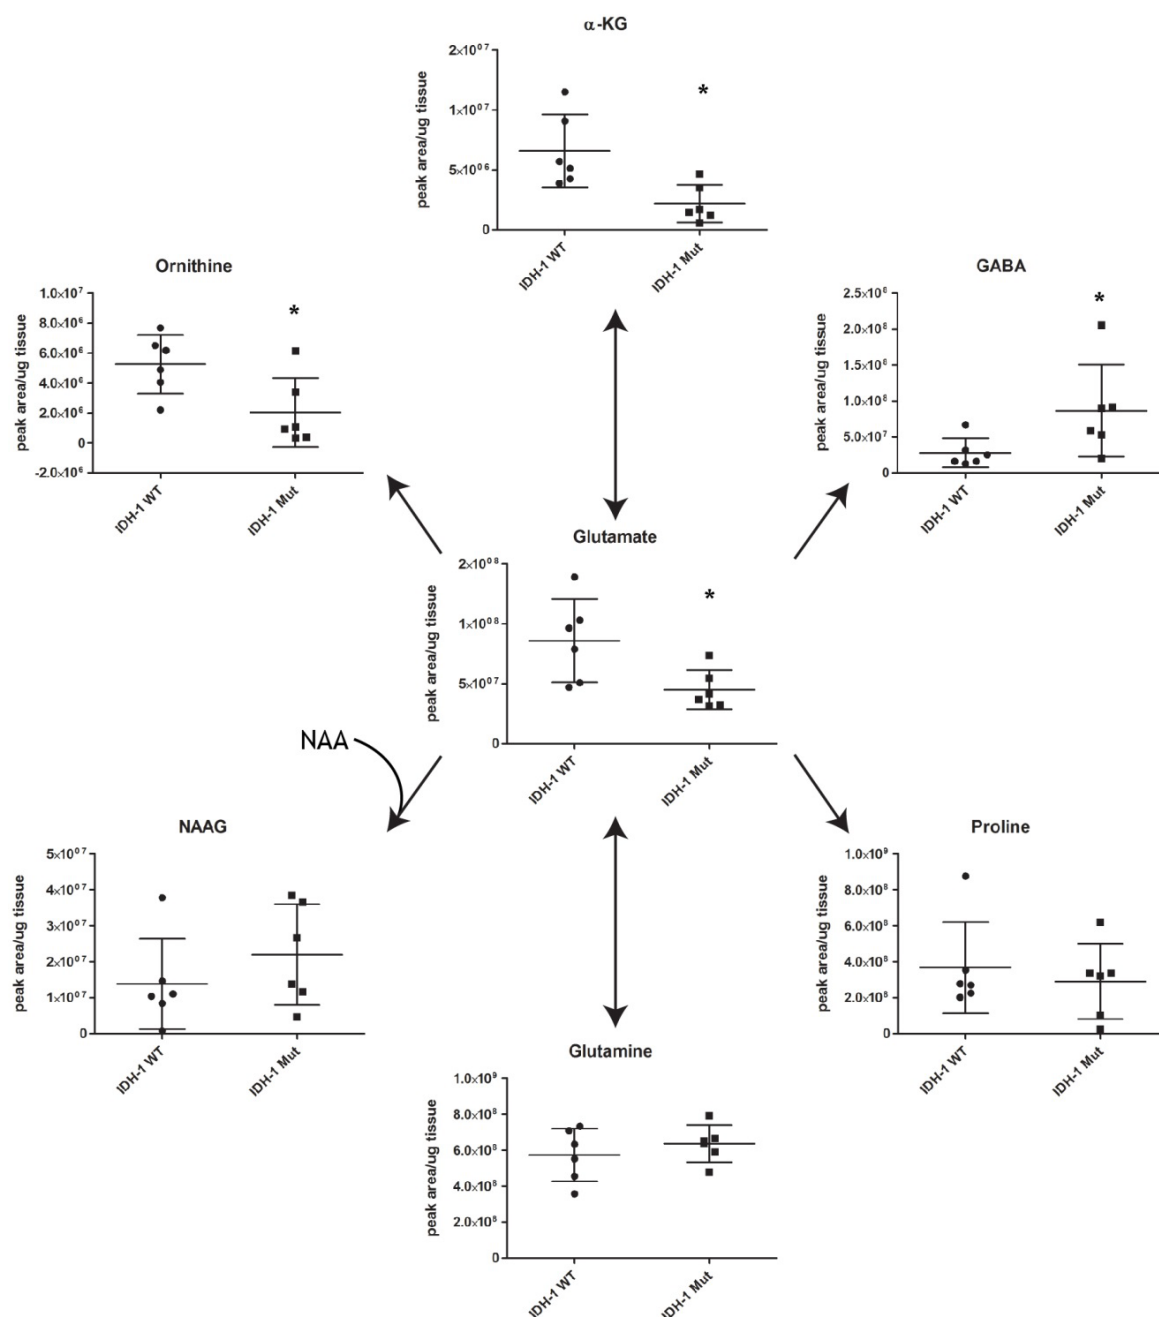 α-KG
peak area/ug tissue
2×10⁰⁷
1×10⁰⁷
5×10⁰⁶
0
IDH-1 WT
IDH-1 Mut
*
Ornithine
peak area/ug tissue
1.0×10⁷
8.0×10⁶
6.0×10⁶
4.0×10⁶
2.0×10⁶
0
-2.0×10⁶
IDH-1 WT
IDH-1 Mut
*
GABA
peak area/ug tissue
2.5×10⁸
2.0×10⁸
1.5×10⁸
1.0×10⁸
5.0×10⁷
0
IDH-1 WT
IDH-1 Mut
*
Glutamate
peak area/ug tissue
2×10⁰⁸
1×10⁰⁸
5×10⁰⁷
0
IDH-1 WT
IDH-1 Mut
*
NAA
NAAG
peak area/ug tissue
5×10⁰⁷
4×10⁰⁷
3×10⁰⁷
2×10⁰⁷
1×10⁰⁷
0
IDH-1 WT
IDH-1 Mut
Proline
peak area/ug tissue
1.0×10⁹
8.0×10⁸
6.0×10⁸
4.0×10⁸
2.0×10⁸
0
IDH-1 WT
IDH-1 Mut
Glutamine
peak area/ug tissue
1.0×10⁹
8.0×10⁸
6.0×10⁸
4.0×10⁸
2.0×10⁸
0
IDH-1 WT
IDH-1 Mut